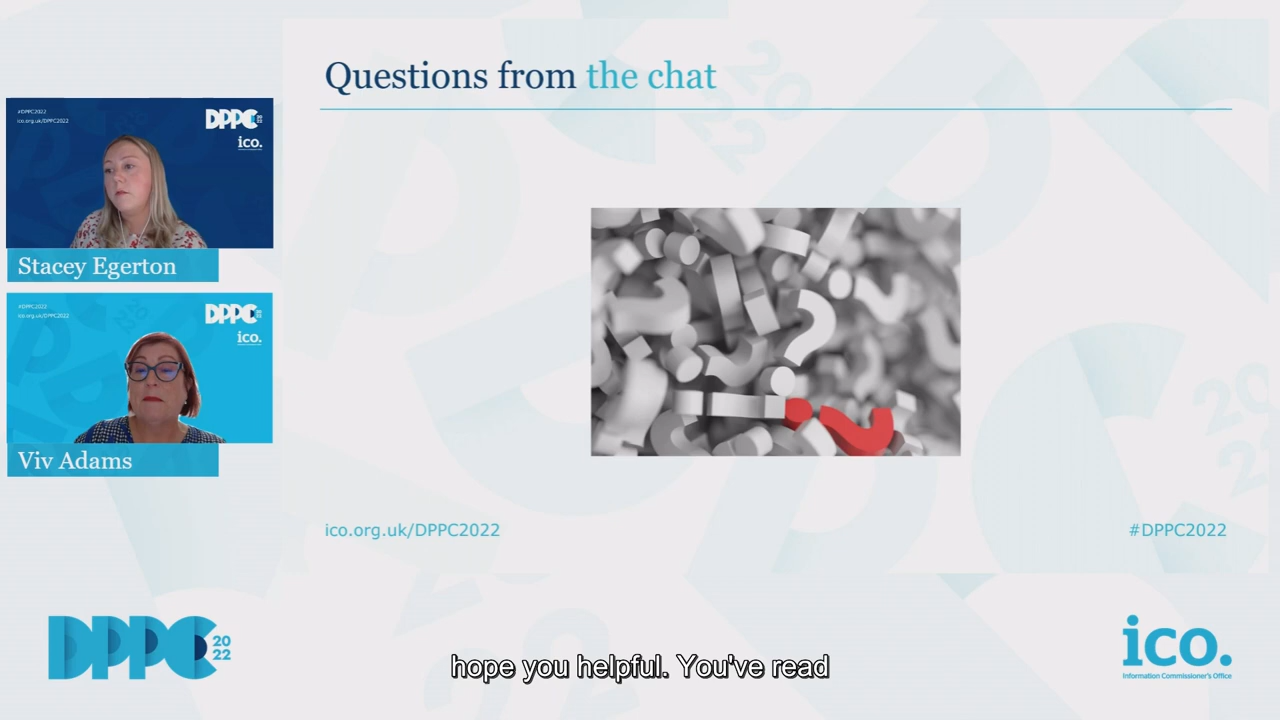 Questions from the chat
#DPPC2022
ico.org.uk/DPPC2022
DPPC 2022
ico.
Stacey Egerton
#DPPC2022
ico.org.uk/DPPC2022
DPPC 2022
ico.
Viv Adams
ico.org.uk/DPPC2022
#DPPC2022
DPPC 2022
hope you helpful. You've read
ico.
Information Commissioner's Office